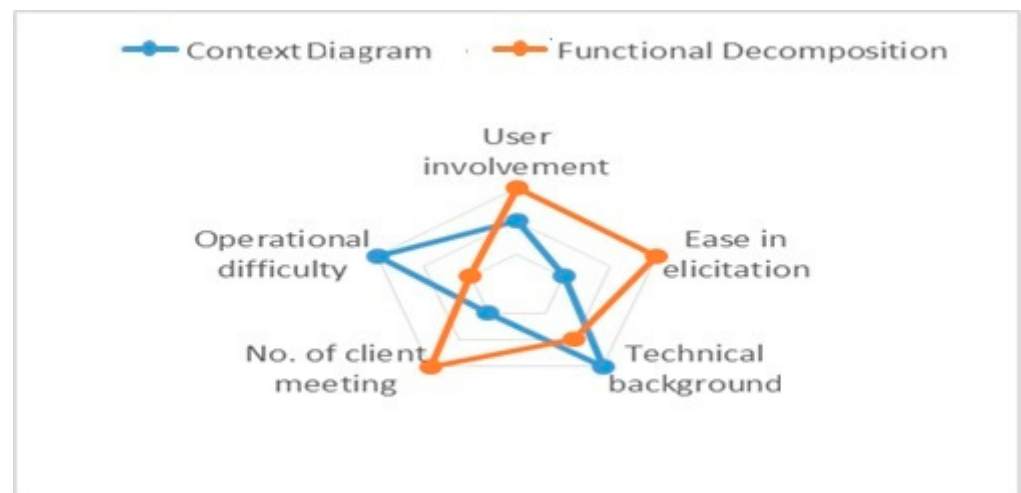 Context Diagram
Functional Decomposition
User
involvement
Operational
difficulty
Ease in
elicitation
No. of client
meeting
Technical
background